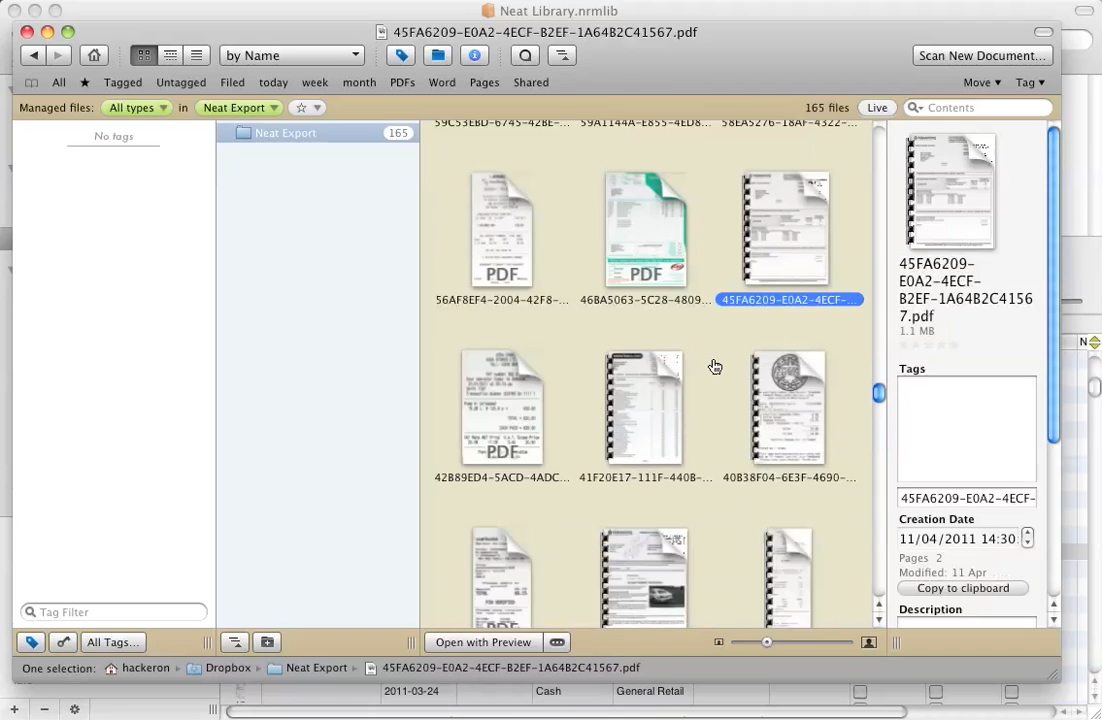 Neat Library.nrmlib
45FA6209-E0A2-4ECF-B2EF-1A64B2C41567.pdf
by Name
Scan New Document...
All ★ Tagged Untagged Filed today week month PDFs Word Pages Shared
Move Tag
Managed files: All types in Neat Export
165 files Live Contents
No tags
Neat Export 165
59C53EBD-6745-42BE-... 59A1144A-E855-4ED8... 58EA5276-18AF-4322-...
PDF PDF
56AF8EF4-2004-42F8-... 46BA5063-5C28-4809... 45FA6209-E0A2-4ECF-...
PDF
42B89ED4-5ACD-4ADC... 41F20E17-111F-440B-... 40B38F04-6E3F-4690-...
45FA6209-
E0A2-4ECF-
B2EF-1A64B2C4156
7.pdf
1.1 MB
Tags
45FA6209-E0A2-4ECF-
Creation Date
11/04/2011 14:30
Pages 2
Modified: 11 Apr
Copy to clipboard
Description
Tag Filter
All Tags...
Open with Preview
One selection: hackeron Dropbox Neat Export 45FA6209-E0A2-4ECF-B2EF-1A64B2C41567.pdf
2011-03-24 Cash General Retail
N